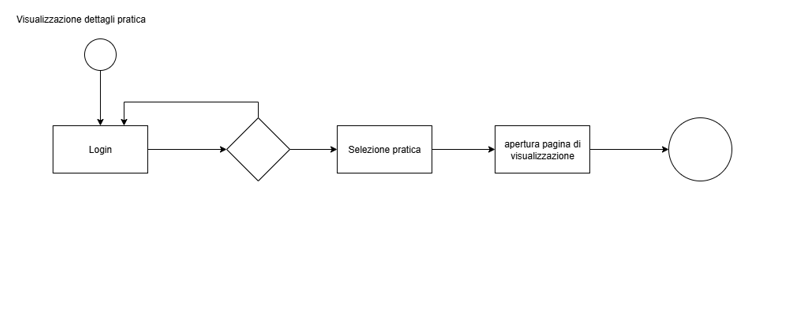 Visualizzazione dettagli pratica
Login
Selezione pratica
apertura pagina di
visualizzazione